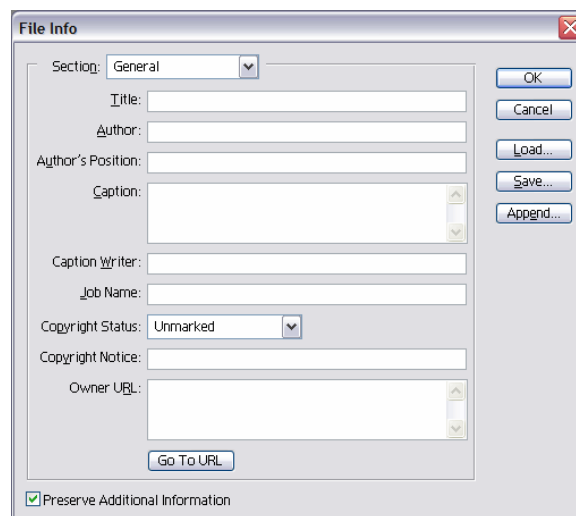 File Info
Section: General
Title:
Author:
Author's Position:
Caption:
Caption Writer:
Job Name:
Copyright Status: Unmarked
Copyright Notice:
Owner URL:
Go To URL
Preserve Additional Information
OK
Cancel
Load...
Save...
Append...